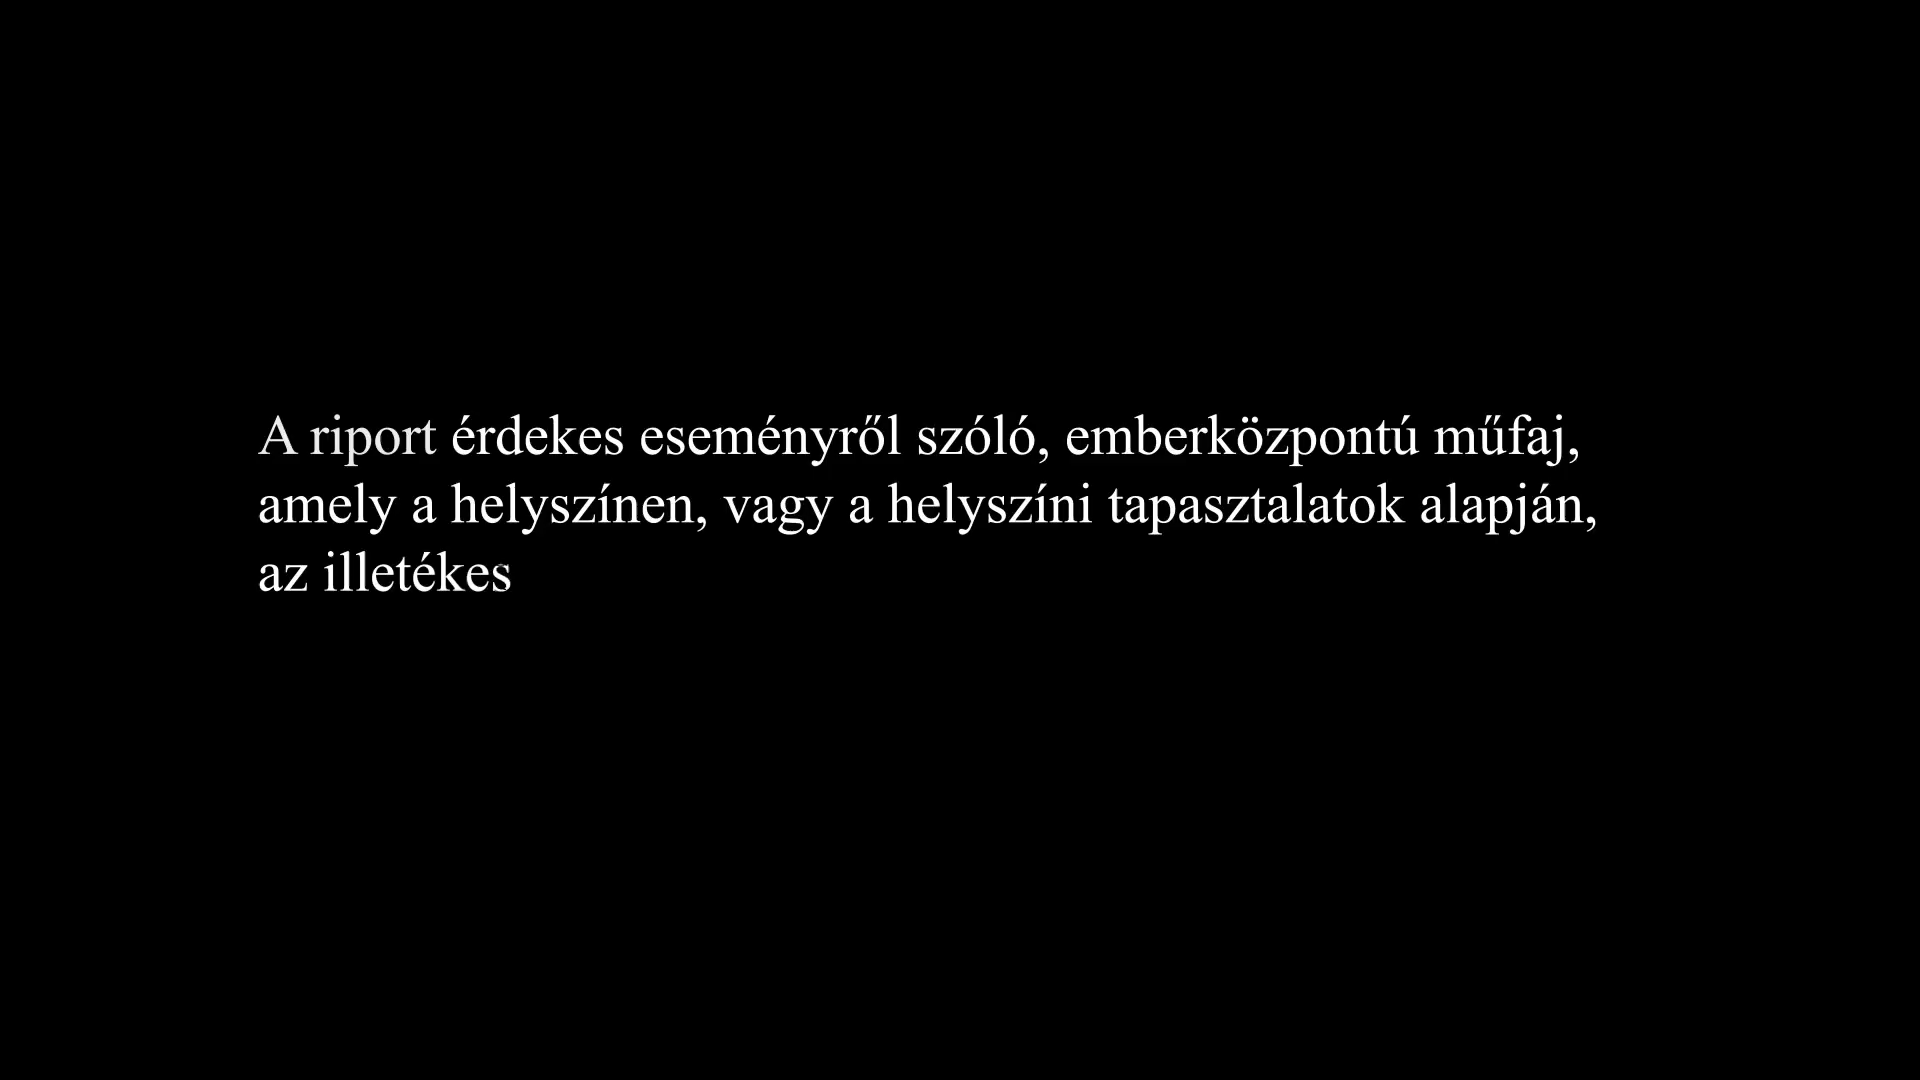 A riport érdekes eseményről szóló, emberközpontú műfaj,
amely a helyszínen, vagy a helyszíni tapasztalatok alapján,
az illetékes